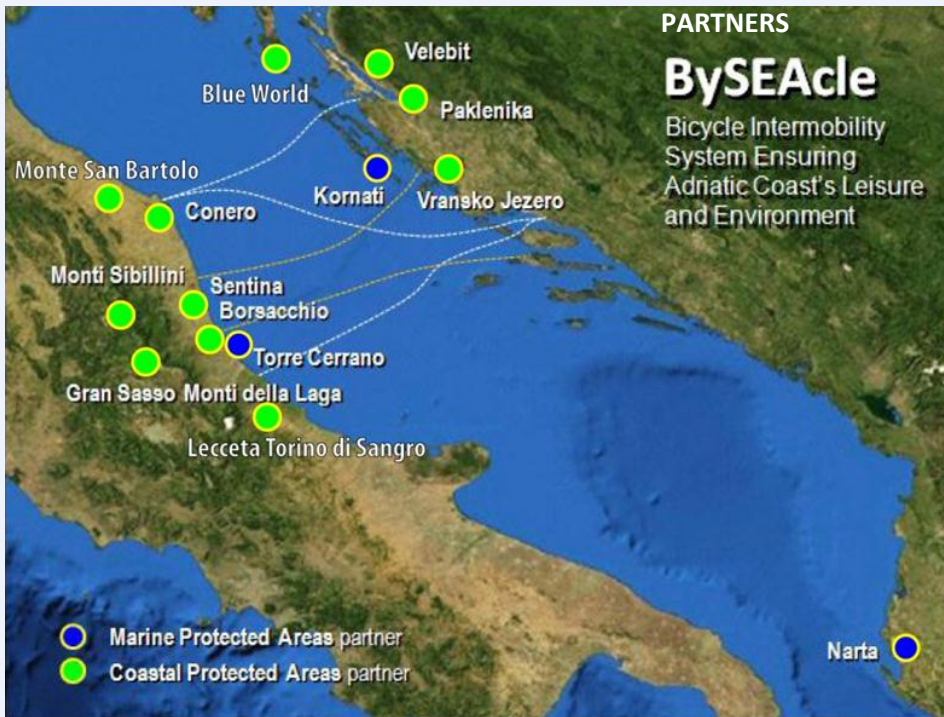 PARTNERS
BySEAcle
Bicycle Intermobility
System Ensuring
Adriatic Coast's Leisure
and Environment
Velebit
Blue World
Paklenika
Monte San Bartolo
Kornati
Vransko Jezero
Conero
Monti Sibillini
Sentina
Borsacchio
Torre Cerrano
Gran Sasso Monti della Laga
Lecceta Torino di Sangro
Marine Protected Areas partner
Coastal Protected Areas partner
Narta